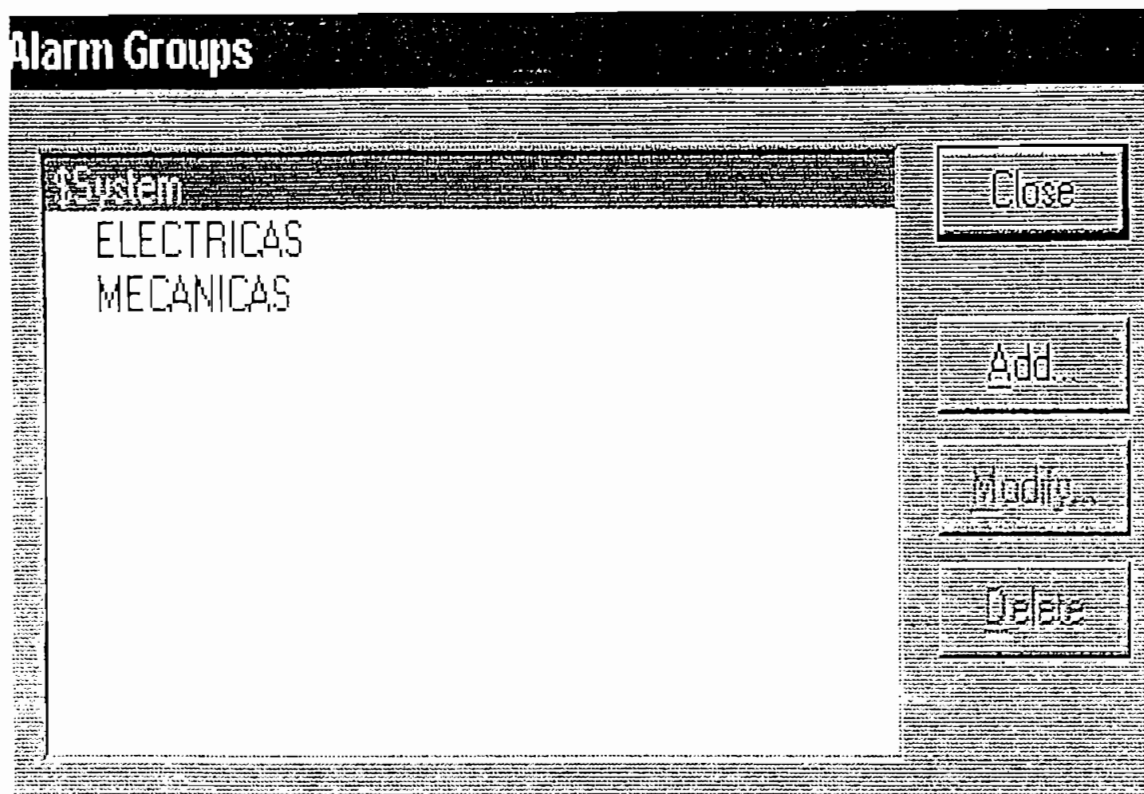 Alarm Groups
$System
ELECTRICAS
MECANICAS
Close
Add...
Modify...
Delete